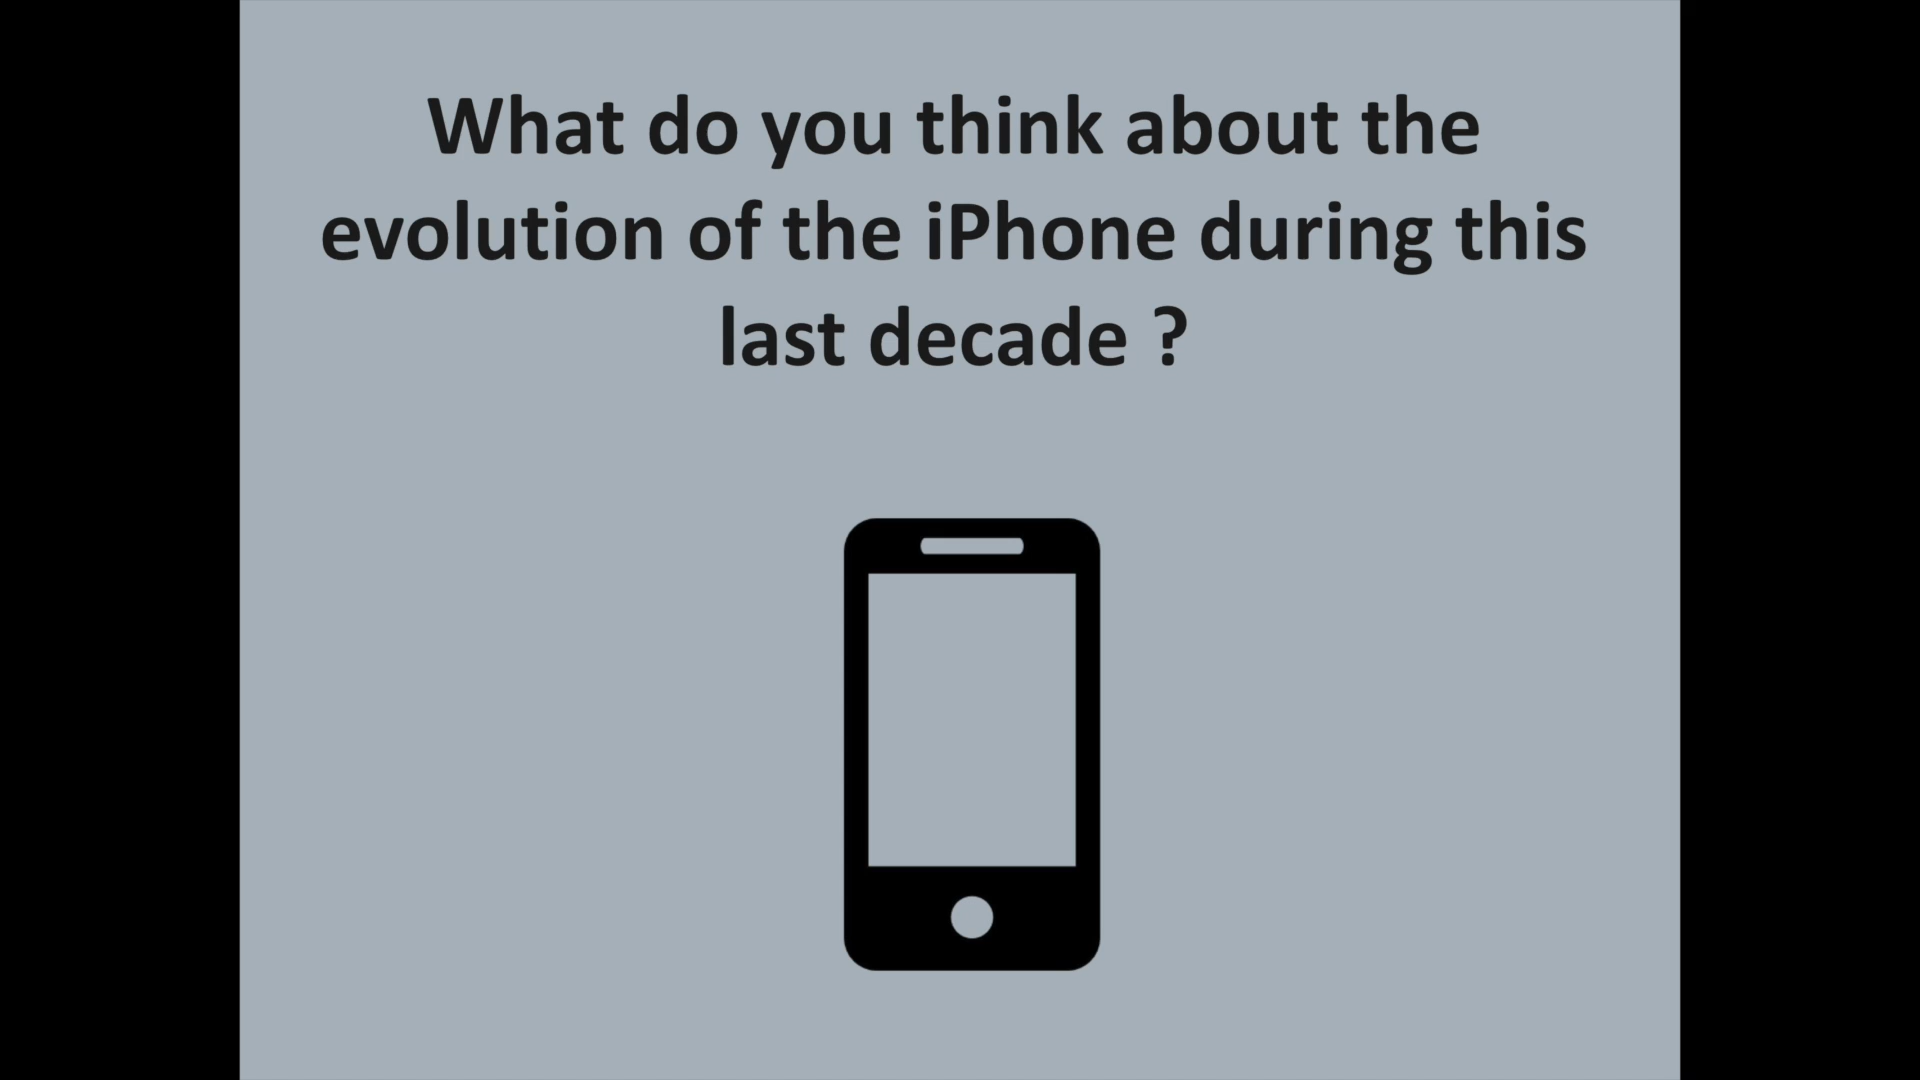 What do you think about the
evolution of the iPhone during this
last decade ?